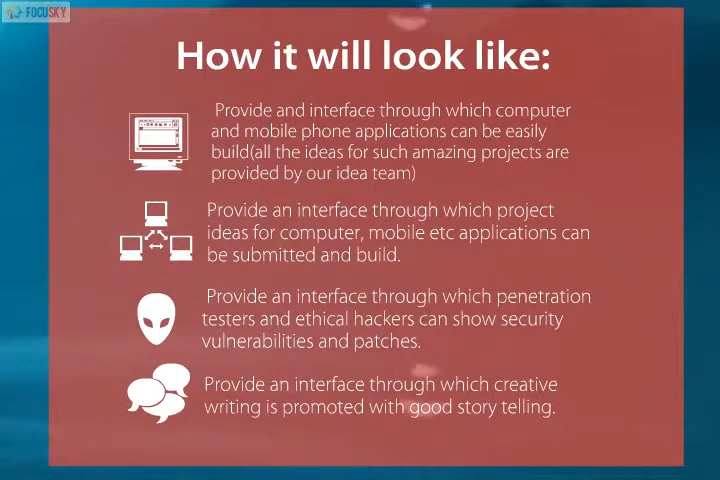 FOCUSKY
How it will look like:
Provide and interface through which computer
and mobile phone applications can be easily
build(all the ideas for such amazing projects are
provided by our idea team)
Provide an interface through which project
ideas for computer, mobile etc applications can
be submitted and build.
Provide an interface through which penetration
testers and ethical hackers can show security
vulnerabilities and patches.
Provide an interface through which creative
writing is promoted with good story telling.